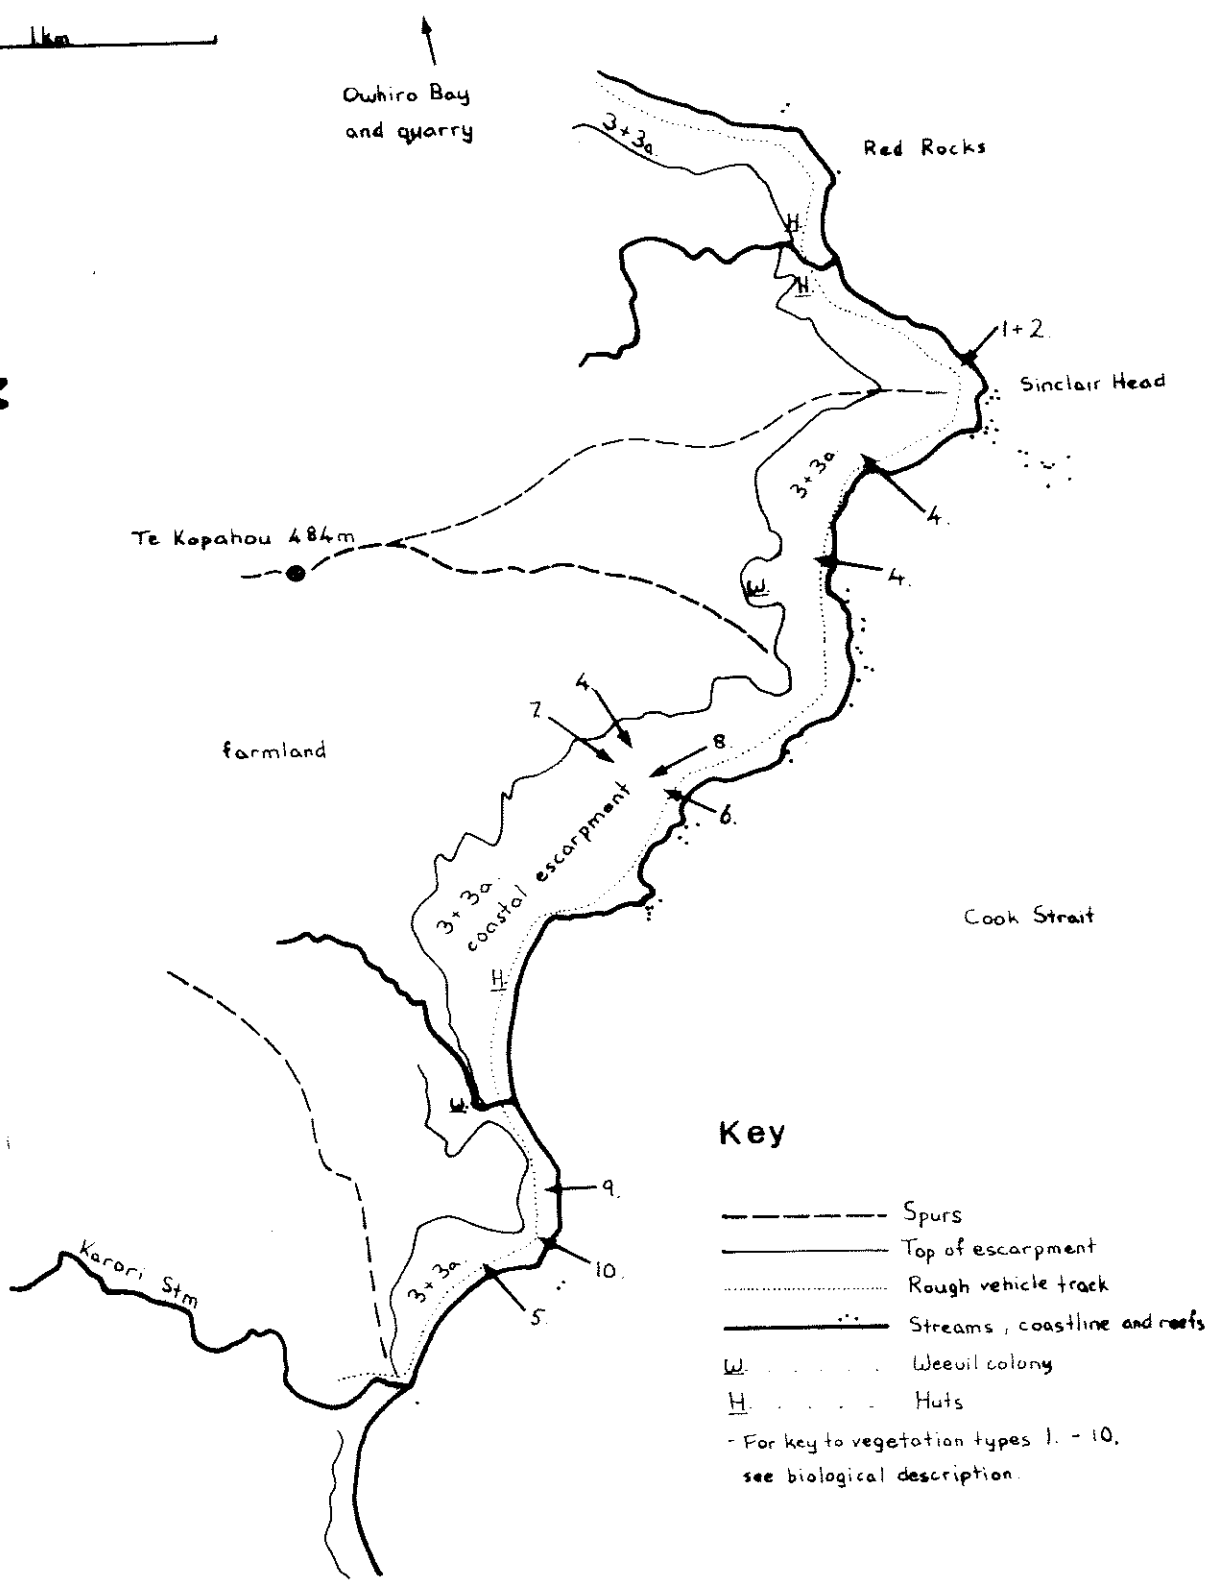 1km
Owhiro Bay
and quarry
3+3a.
Red Rocks
H
H
1+2.
Sinclair Head
3+3a.
4.
Te Kopahou 484m
4.
W
4.
7.
8.
farmland
6.
coastal escarpment
3+3a.
Cook Strait
H
W
Key
9.
Spurs
Top of escarpment
Karori Stm
10.
3+3a.
Rough vehicle track
5.
Streams, coastline and reefs
W. . . . . Weevil colony
H. . . . . Huts
- For key to vegetation types 1. - 10,
see biological description.